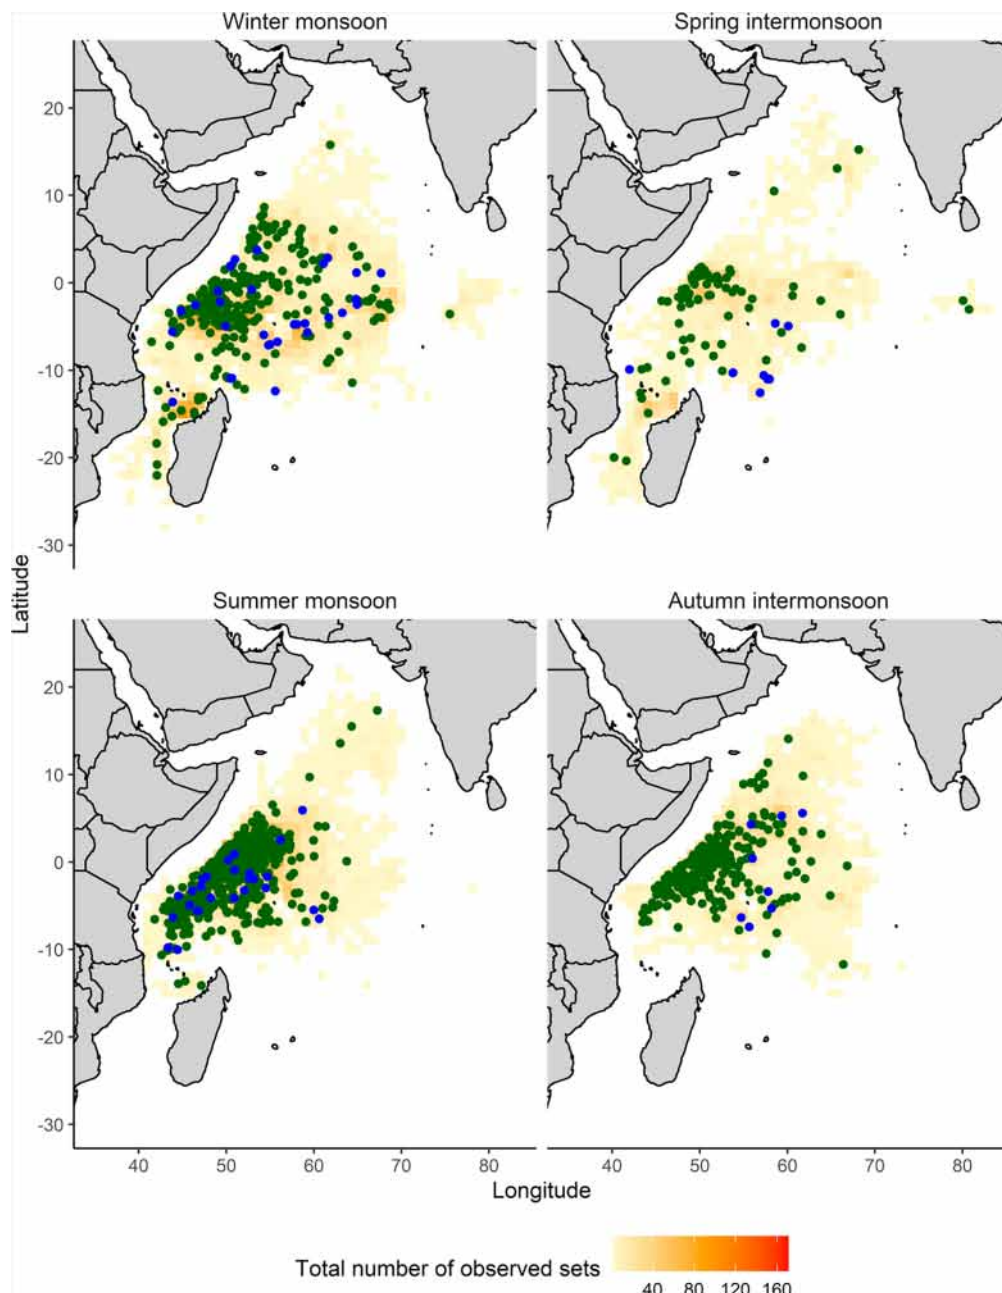 Winter monsoon Spring intermonsoon
20
10
0
-10
-20
-30
Latitude
Summer monsoon Autumn intermonsoon
20
10
0
-10
-20
-30
40 50 60 70 80 40 50 60 70 80
Longitude
Total number of observed sets
40 80 120 160